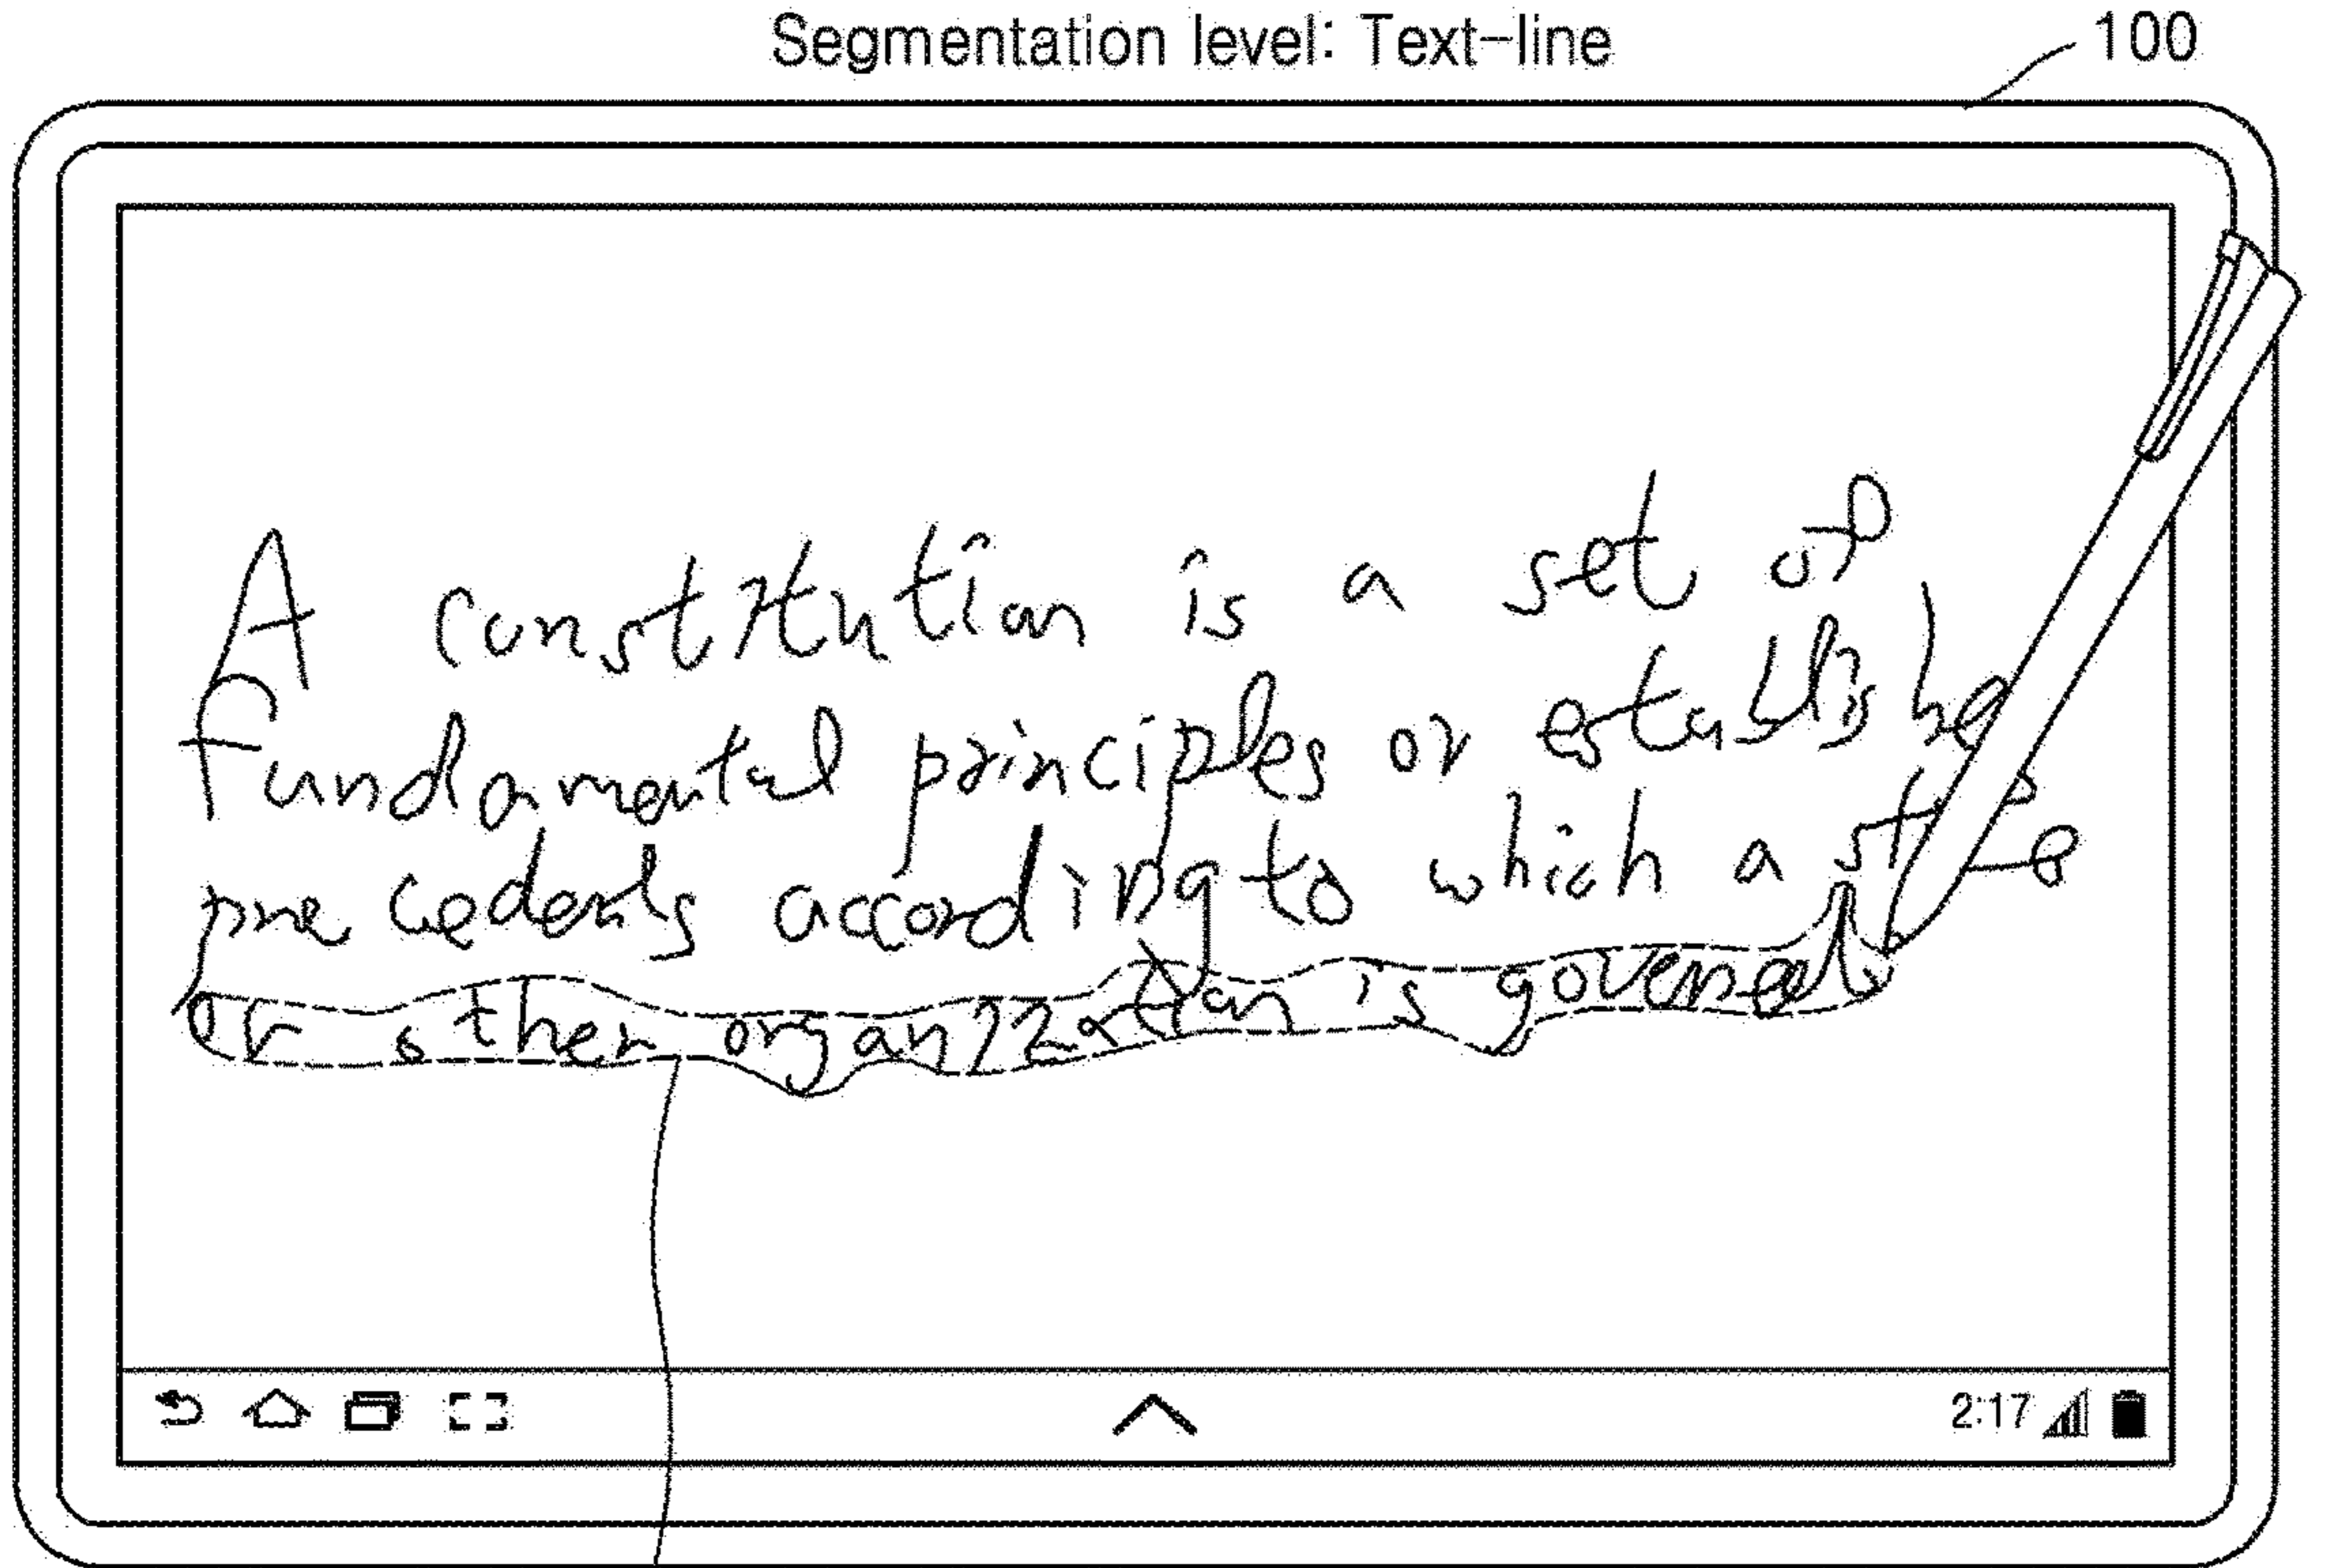 Segmentation level: Text-line
100
A constitution is a set of
fundamental principles or establishe
precedents according to which a
or other organization is governed
2:17